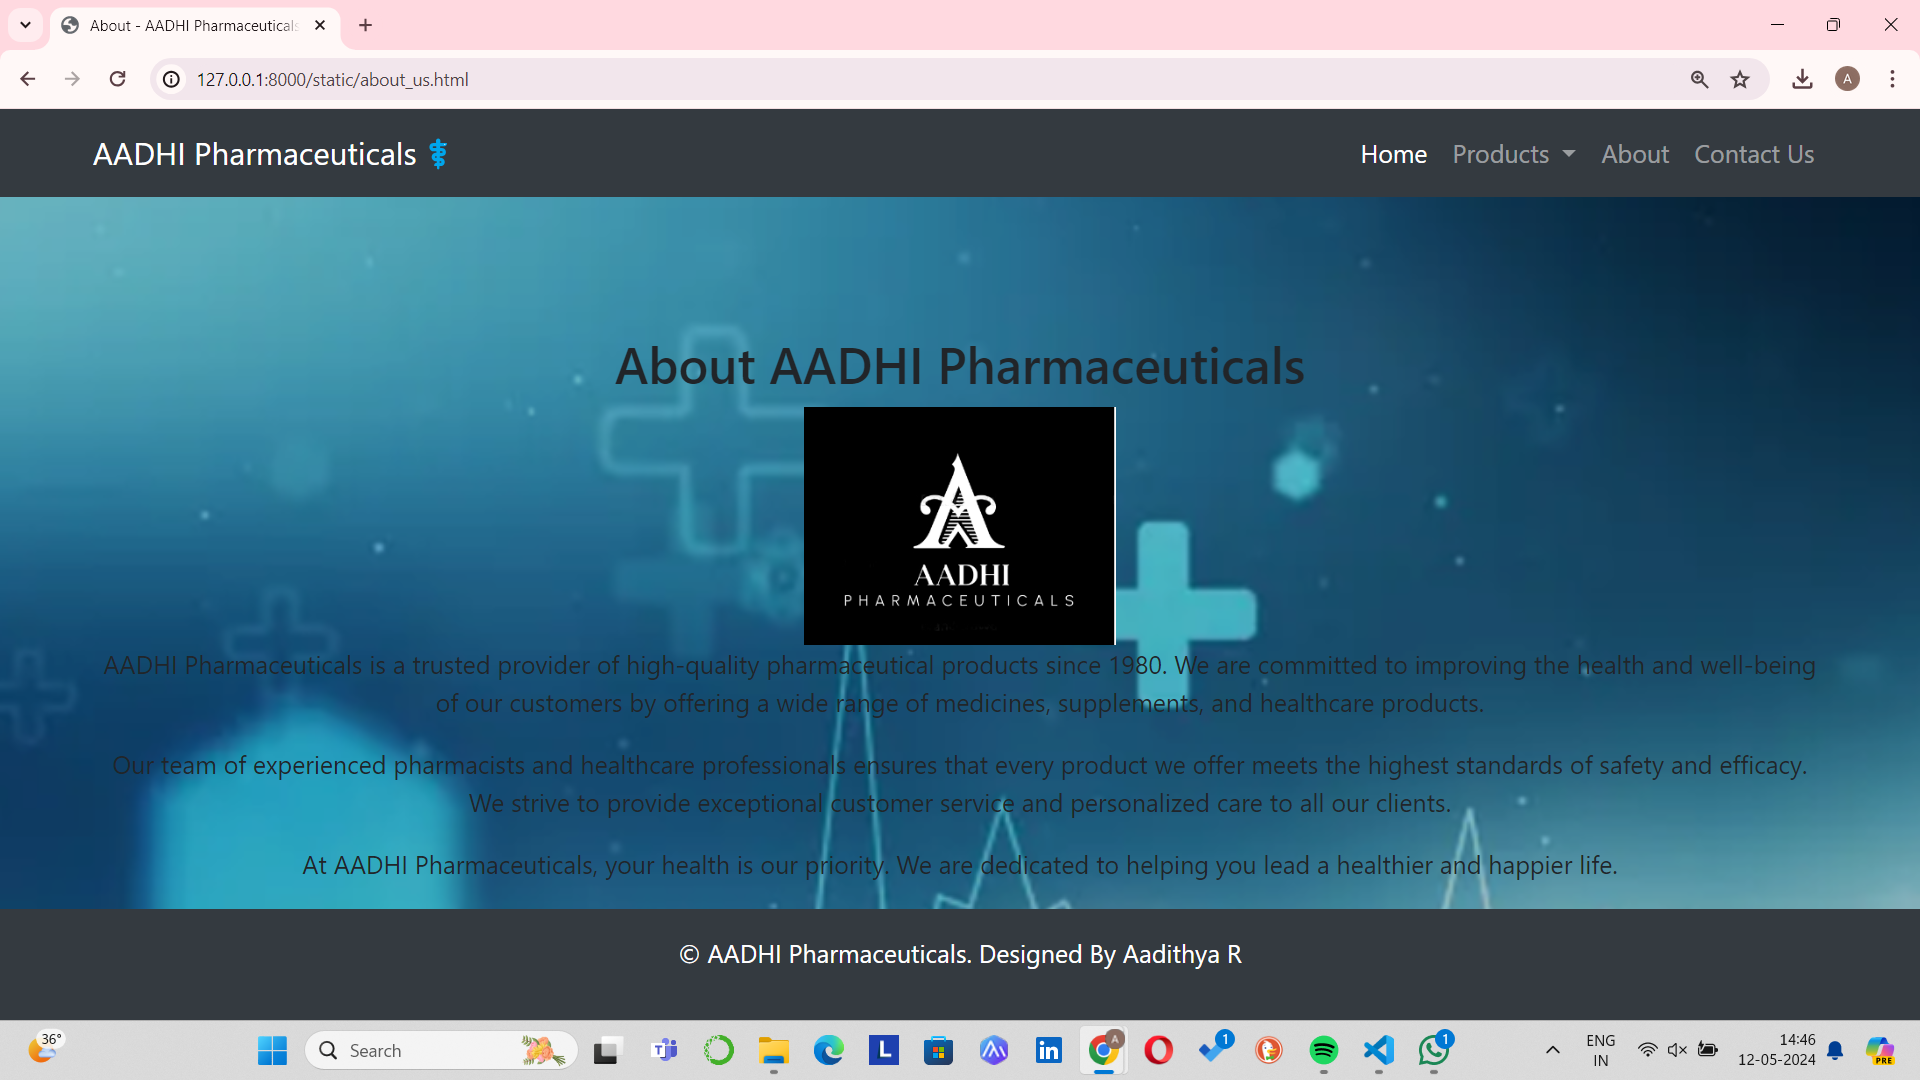 About - AADHI Pharmaceuticals
127.0.0.1:8000/static/about_us.html
A
AADHI Pharmaceuticals
Home Products About Contact Us
About AADHI Pharmaceuticals
AADHI
PHARMACEUTICALS
AADHI Pharmaceuticals is a trusted provider of high-quality pharmaceutical products since 1980. We are committed to improving the health and well-being
of our customers by offering a wide range of medicines, supplements, and healthcare products.
Our team of experienced pharmacists and healthcare professionals ensures that every product we offer meets the highest standards of safety and efficacy.
We strive to provide exceptional customer service and personalized care to all our clients.
At AADHI Pharmaceuticals, your health is our priority. We are dedicated to helping you lead a healthier and happier life.
© AADHI Pharmaceuticals. Designed By Aadithya R
36°
Search
L
A
1
1
ENG
IN
14:46
12-05-2024
PRE